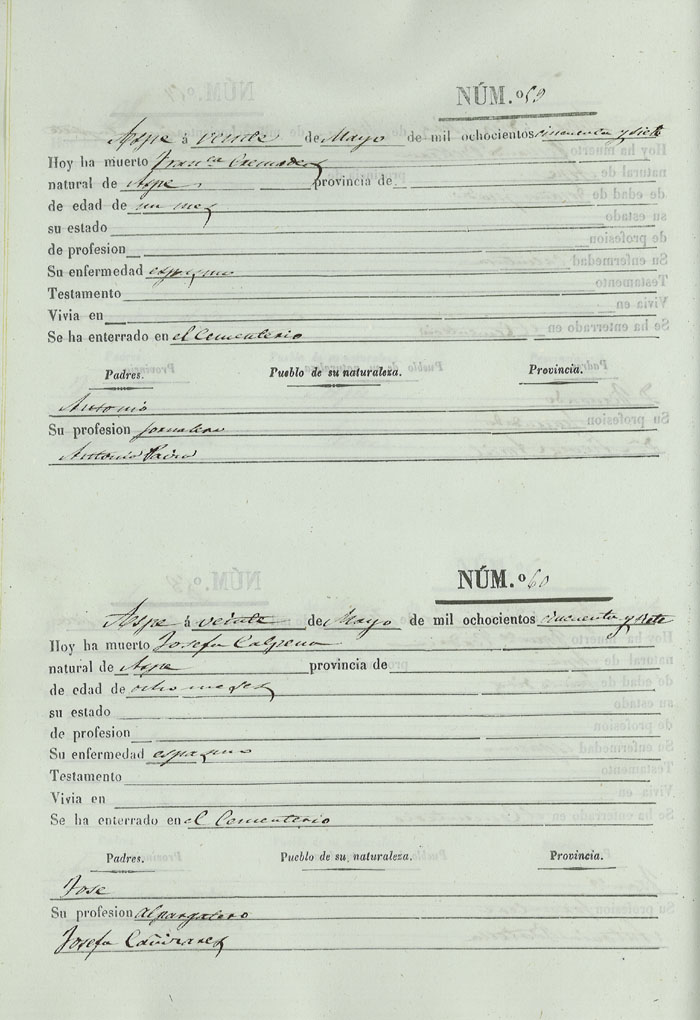 NÚM.º 59
Aspe á veinte de Mayo de mil ochocientos cincuenta y siete
Hoy ha muerto Franca Cremades
natural de Aspe provincia de
de edad de un mes
su estado
de profesion
Su enfermedad espasmo
Testamento
Vivia en
Se ha enterrado en el Cementerio
Padres. Pueblo de su naturaleza. Provincia.
Antonio
Su profesion jornalero
Antonia
NÚM.º 60
Aspe á veinte de Mayo de mil ochocientos cincuenta y siete
Hoy ha muerto Josefa Calpena
natural de Aspe provincia de
de edad de ocho meses
su estado
de profesion
Su enfermedad espasmo
Testamento
Vivia en
Se ha enterrado en el Cementerio
Padres. Pueblo de su naturaleza. Provincia.
Jose
Su profesion alpargatero
Josefa Cañizares